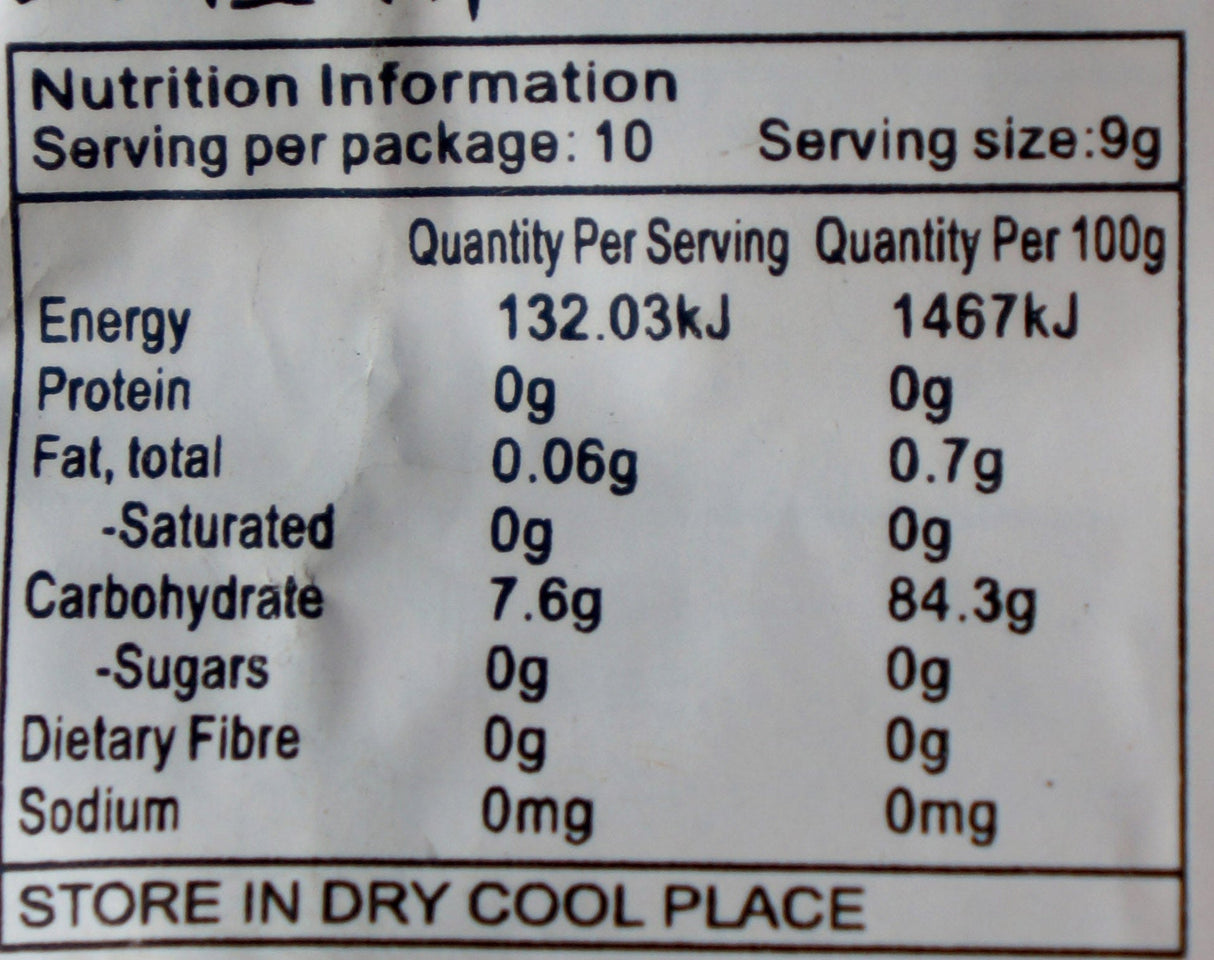 Nutrition Information
Serving per package: 10 Serving size:9g
Quantity Per Serving Quantity Per 100g
Energy 132.03kJ 1467kJ
Protein 0g 0g
Fat, total 0.06g 0.7g
-Saturated 0g 0g
Carbohydrate 7.6g 84.3g
-Sugars 0g 0g
Dietary Fibre 0g 0g
Sodium 0mg 0mg
STORE IN DRY COOL PLACE